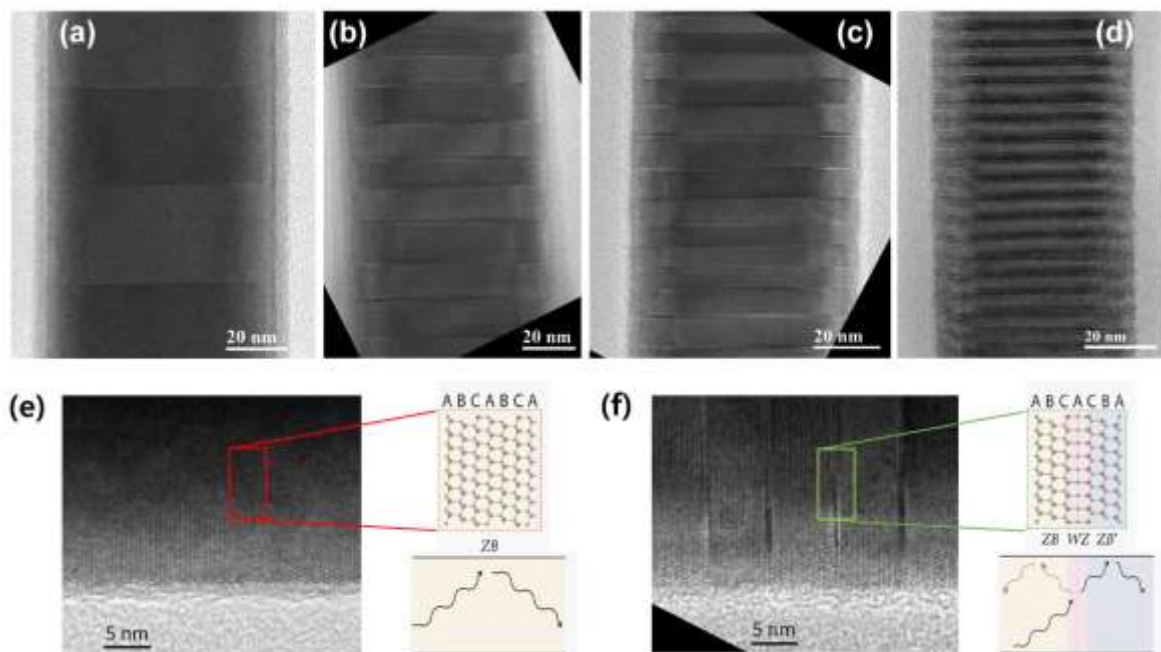 (a)
(b)
(c)
(d)
20 nm
20 nm
20 nm
20 nm
(e)
A B C A B C A
ZB
5 nm
(f)
A B C A C B A
ZB WZ ZB'
5 nm